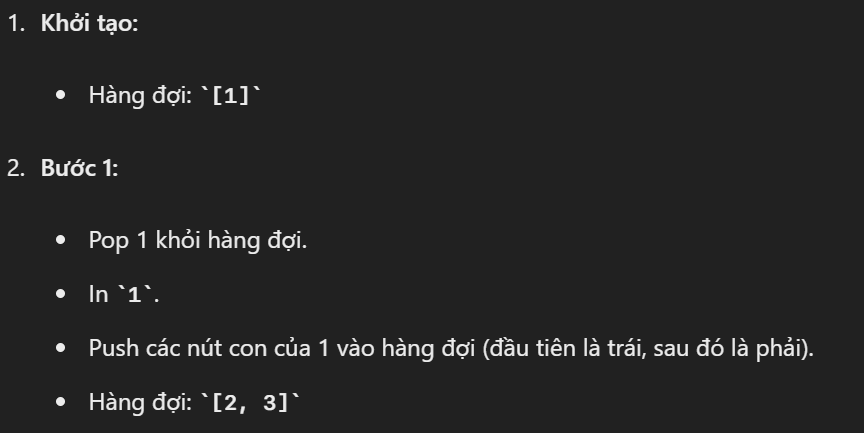 1. Khởi tạo:
• Hàng đợi: `[1]`
2. Bước 1:
• Pop 1 khỏi hàng đợi.
• In `1`.
• Push các nút con của 1 vào hàng đợi (đầu tiên là trái, sau đó là phải).
• Hàng đợi: `[2, 3]`